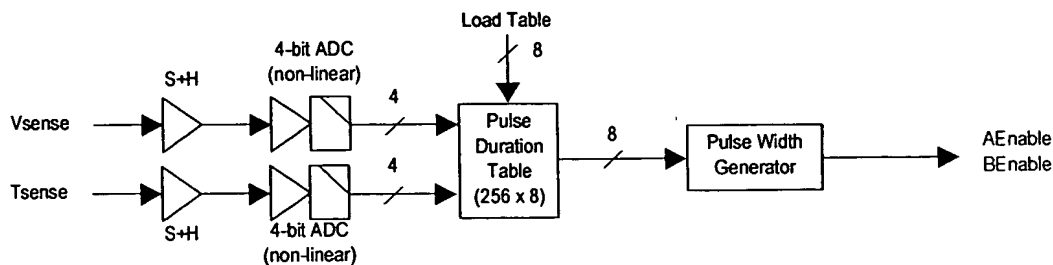 Load Table
8
4-bit ADC
(non-linear)
S+H
4
Vsense
Pulse
Duration
Table
(256 x 8)
8
Pulse Width
Generator
AEnable
BEnable
4
Tsense
S+H
4-bit ADC
(non-linear)